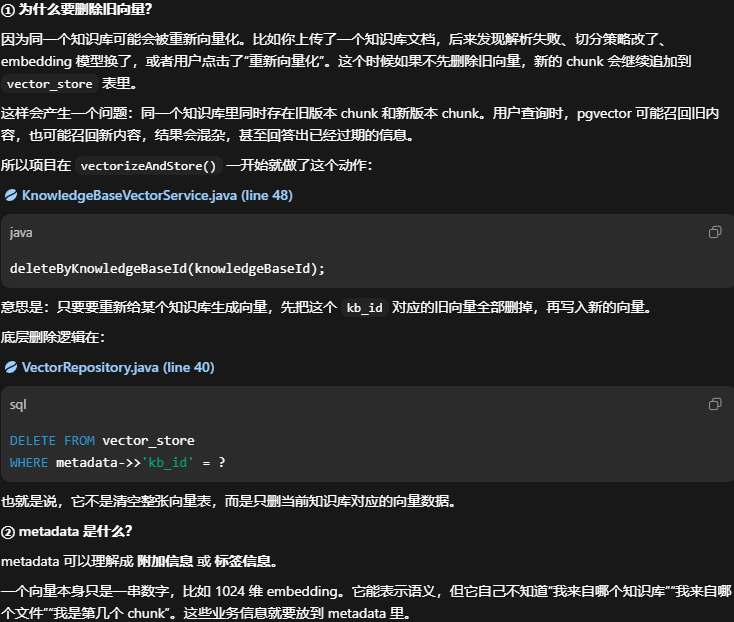 ① 为什么要删除旧向量？
因为同一个知识库可能会被重新向量化。比如你上传了一个知识库文档，后来发现解析失败、切分策略改了、
embedding 模型换了，或者用户点击了“重新向量化”。这个时候如果不先删除旧向量，新的 chunk 会继续追加到
vector_store 表里。
这样会产生一个问题：同一个知识库里同时存在旧版本 chunk 和新版本 chunk。用户查询时，pgvector 可能召回旧内
容，也可能召回新内容，结果会混杂，甚至回答出已经过期的信息。
所以项目在 vectorizeAndStore() 一开始就做了这个动作：
KnowledgeBaseVectorService.java (line 48)
java
deleteByKnowledgeBaseId(knowledgeBaseId);
意思是：只要要重新给某个知识库生成向量，先把这个 kb_id 对应的旧向量全部删掉，再写入新的向量。
底层删除逻辑在：
VectorRepository.java (line 40)
sql
DELETE FROM vector_store
WHERE metadata->>'kb_id' = ?
也就是说，它不是清空整张向量表，而是只删当前知识库对应的向量数据。
② metadata 是什么？
metadata 可以理解成 附加信息 或 标签信息。
一个向量本身只是一串数字，比如 1024 维 embedding。它能表示语义，但它自己不知道“我来自哪个知识库”“我来自哪
个文件”“我是第几个 chunk”。这些业务信息就要放到 metadata 里。